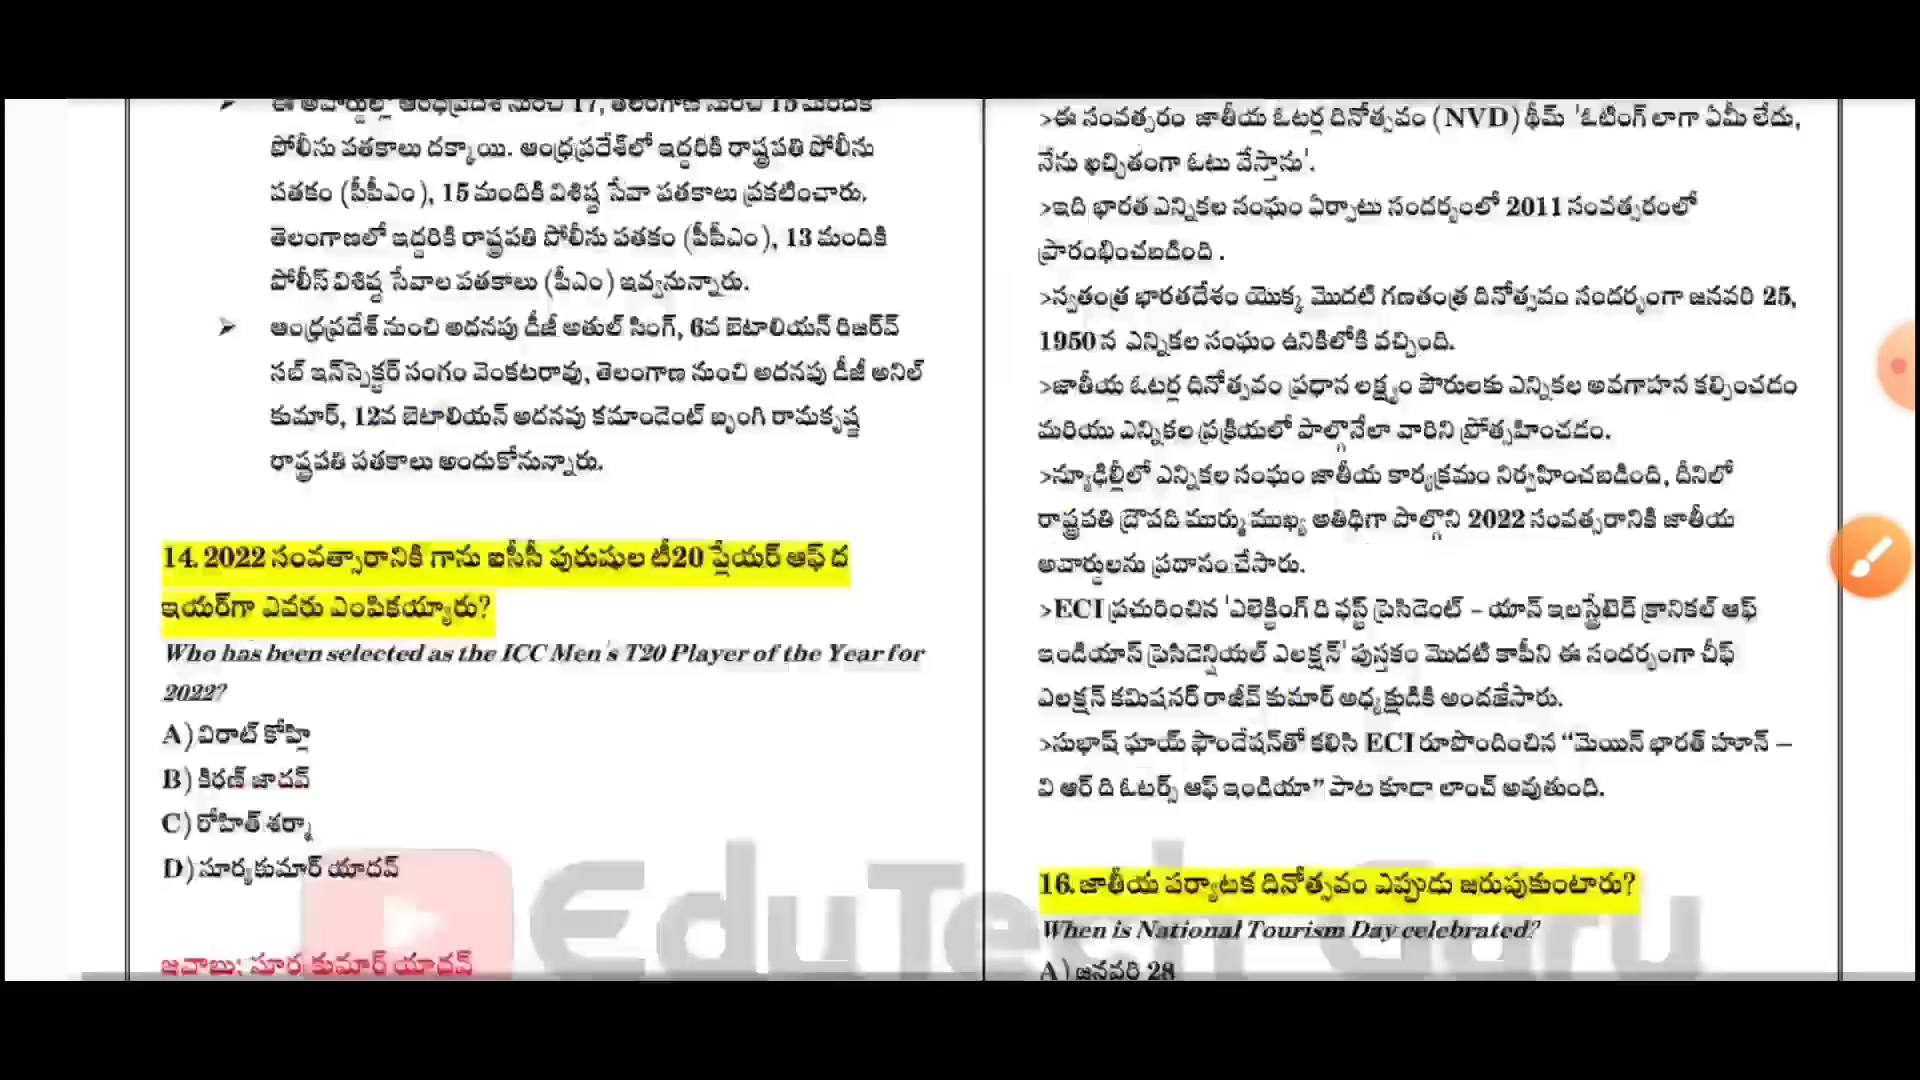 ఈ అవార్డుల్లో ఆంధ్రప్రదేశ్ నుంచి 17, తెలంగాణ నుంచి 15 మందికి
పోలీసు పతకాలు దక్కాయి. ఆంధ్రప్రదేశ్‌లో ఇద్దరికి రాష్ట్రపతి పోలీసు
పతకం (పీపీఎం), 15 మందికి విశిష్ట సేవా పతకాలు ప్రకటించారు.
తెలంగాణలో ఇద్దరికి రాష్ట్రపతి పోలీసు పతకం (పీపీఎం), 13 మందికి
పోలీస్ విశిష్ట సేవాల పతకాలు (పీఎం) ఇవ్వనున్నారు.
➤ ఆంధ్రప్రదేశ్ నుంచి అదనపు డీజీ అతుల్ సింగ్, 6వ బెటాలియన్ రిజర్వ్
సబ్ ఇన్‌స్పెక్టర్ సంగం వెంకటరావు, తెలంగాణ నుంచి అదనపు డీజీ అనిల్
కుమార్, 12వ బెటాలియన్ అదనపు కమాండెంట్ బృంగి రామకృష్ణ
రాష్ట్రపతి పతకాలు అందుకోనున్నారు.
14. 2022 సంవత్సారానికి గాను ఐసీసీ పురుషుల టీ20 ప్లేయర్ ఆఫ్ ద
ఇయర్‌గా ఎవరు ఎంపికయ్యారు?
Who has been selected as the ICC Men's T20 Player of the Year for
2022?
A) విరాట్ కోహ్లి
B) కిరణ్ జాదవ్
C) రోహిత్ శర్మా
D) సూర్యకుమార్ యాదవ్
జవాబు: సూర్య కుమార్ యాదవ్
>ఈ సంవత్సరం జాతీయ ఓటర్ల దినోత్సవం (NVD) థీమ్ 'ఓటింగ్ లాగా ఏమీ లేదు,
నేను ఖచ్చితంగా ఓటు వేస్తాను'.
>ఇది భారత ఎన్నికల సంఘం ఏర్పాటు సందర్భంలో 2011 సంవత్సరంలో
ప్రారంభించబడింది .
>స్వతంత్ర భారతదేశం యొక్క మొదటి గణతంత్ర దినోత్సవం సందర్భంగా జనవరి 25,
1950 న ఎన్నికల సంఘం ఉనికిలోకి వచ్చింది.
>జాతీయ ఓటర్ల దినోత్సవం ప్రధాన లక్ష్యం పౌరులకు ఎన్నికల అవగాహన కల్పించడం
మరియు ఎన్నికల ప్రక్రియలో పాల్గొనేలా వారిని ప్రోత్సహించడం.
>న్యూఢిల్లీలో ఎన్నికల సంఘం జాతీయ కార్యక్రమం నిర్వహించబడింది, దీనిలో
రాష్ట్రపతి ద్రౌపది ముర్ము ముఖ్య అతిథిగా పాల్గొని 2022 సంవత్సరానికి జాతీయ
అవార్డులను ప్రదానంచేసారు.
>ECI ప్రచురించిన 'ఎలెక్టింగ్ ది ఫస్ట్ ప్రెసిడెంట్ – యాన్ ఇలస్ట్రేటెడ్ క్రానికల్ ఆఫ్
ఇండియాస్ ప్రెసిడెన్షియల్ ఎలక్షన్' పుస్తకం మొదటి కాపీని ఈ సందర్భంగా చీఫ్
ఎలక్షన్ కమిషనర్ రాజీవ్ కుమార్ అధ్యక్షుడికి అందజేసారు.
>సుభాష్ ఘాయ్ ఫౌండేషన్‌తో కలిసి ECI రూపొందించిన “మెయిన్ భారత్ హూన్ –
వి ఆర్ ది ఓటర్స్ ఆఫ్ ఇండియా” పాట కూడా లాంచ్ అవుతుంది.
16. జాతీయ పర్యాటక దినోత్సవం ఎప్పుడు జరుపుకుంటారు?
When is National Tourism Day celebrated?
A) జనవరి 28
EduTech Guru